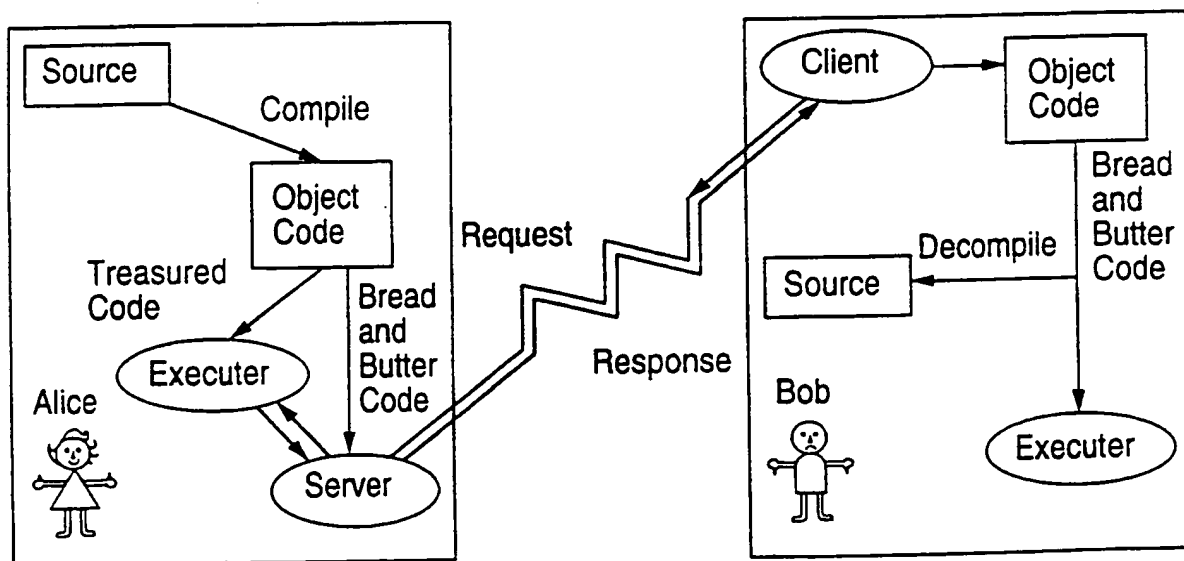 Source
Compile
Object
Code
Treasured
Code
Bread
and
Butter
Code
Executer
Alice
Server
Request
Response
Client
Object
Code
Bread
and
Butter
Code
Decompile
Source
Bob
Executer